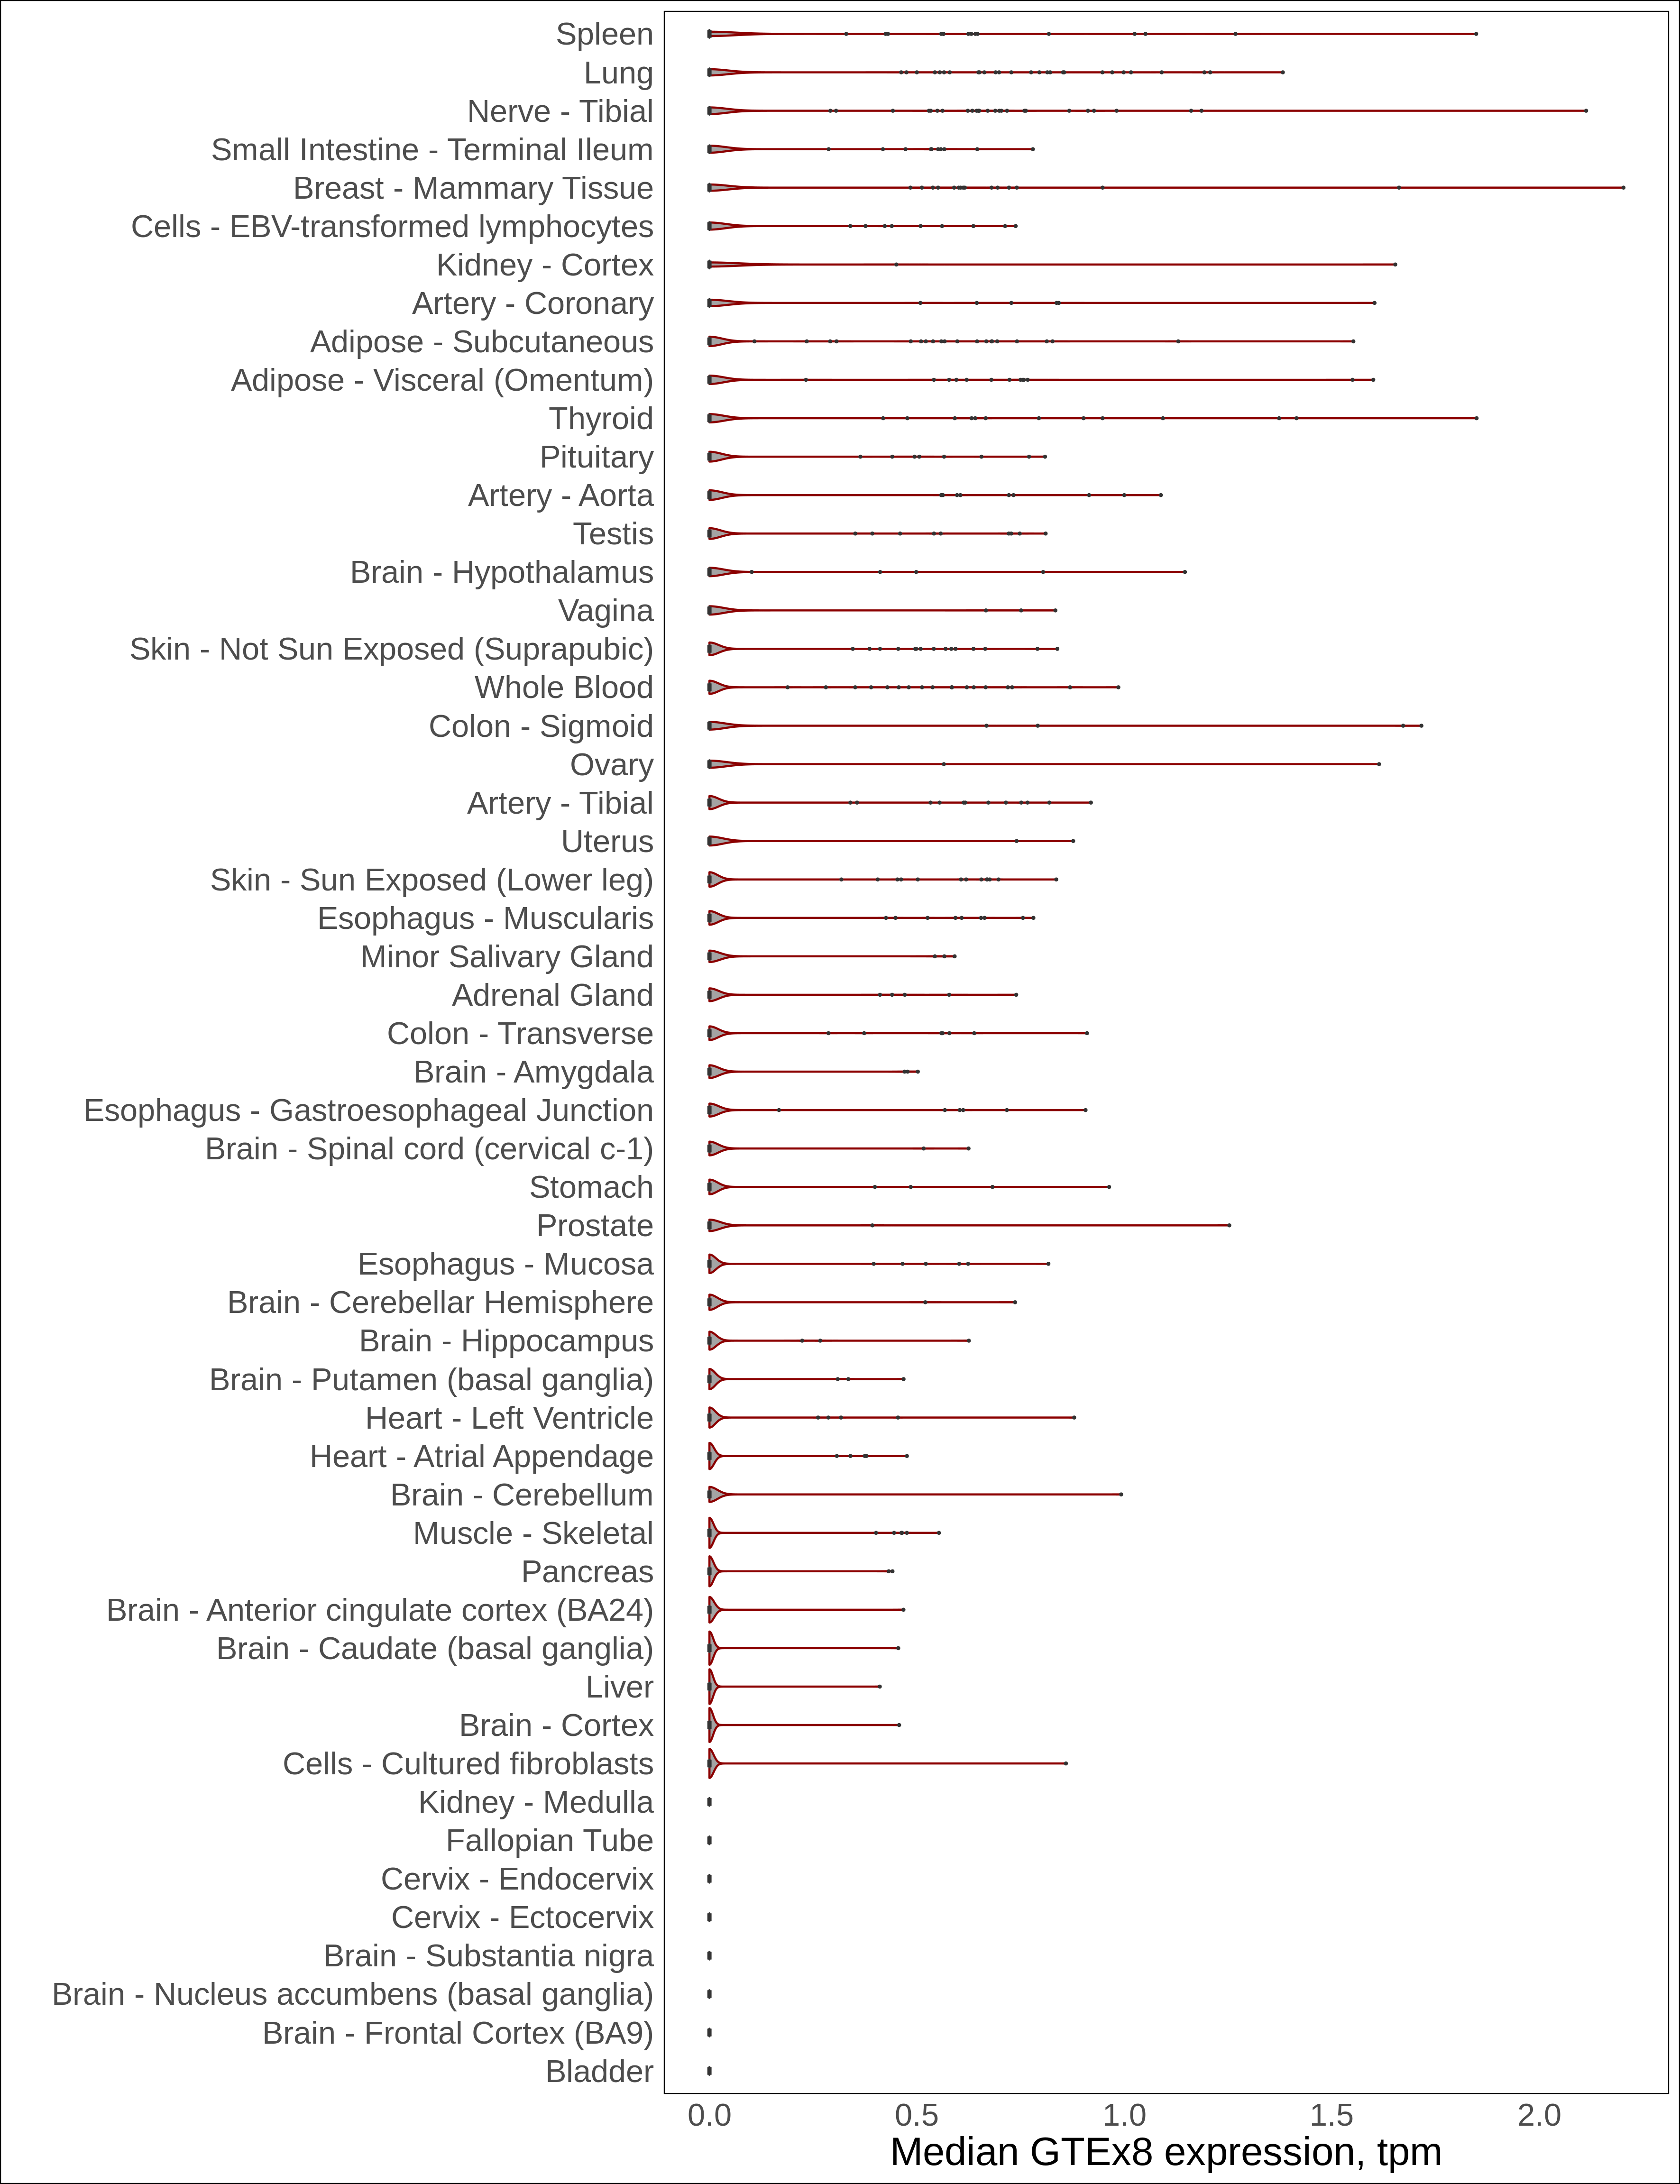 Spleen
Lung
Nerve - Tibial
Small Intestine - Terminal Ileum
Breast - Mammary Tissue
Cells - EBV-transformed lymphocytes
Kidney - Cortex
Artery - Coronary
Adipose - Subcutaneous
Adipose - Visceral (Omentum)
Thyroid
Pituitary
Artery - Aorta
Testis
Brain - Hypothalamus
Vagina
Skin - Not Sun Exposed (Suprapubic)
Whole Blood
Colon - Sigmoid
Ovary
Artery - Tibial
Uterus
Skin - Sun Exposed (Lower leg)
Esophagus - Muscularis
Minor Salivary Gland
Adrenal Gland
Colon - Transverse
Brain - Amygdala
Esophagus - Gastroesophageal Junction
Brain - Spinal cord (cervical c-1)
Stomach
Prostate
Esophagus - Mucosa
Brain - Cerebellar Hemisphere
Brain - Hippocampus
Brain - Putamen (basal ganglia)
Heart - Left Ventricle
Heart - Atrial Appendage
Brain - Cerebellum
Muscle - Skeletal
Pancreas
Brain - Anterior cingulate cortex (BA24)
Brain - Caudate (basal ganglia)
Liver
Brain - Cortex
Cells - Cultured fibroblasts
Kidney - Medulla
Fallopian Tube
Cervix - Endocervix
Cervix - Ectocervix
Brain - Substantia nigra
Brain - Nucleus accumbens (basal ganglia)
Brain - Frontal Cortex (BA9)
Bladder
0.0 0.5 1.0 1.5 2.0
Median GTEx8 expression, tpm